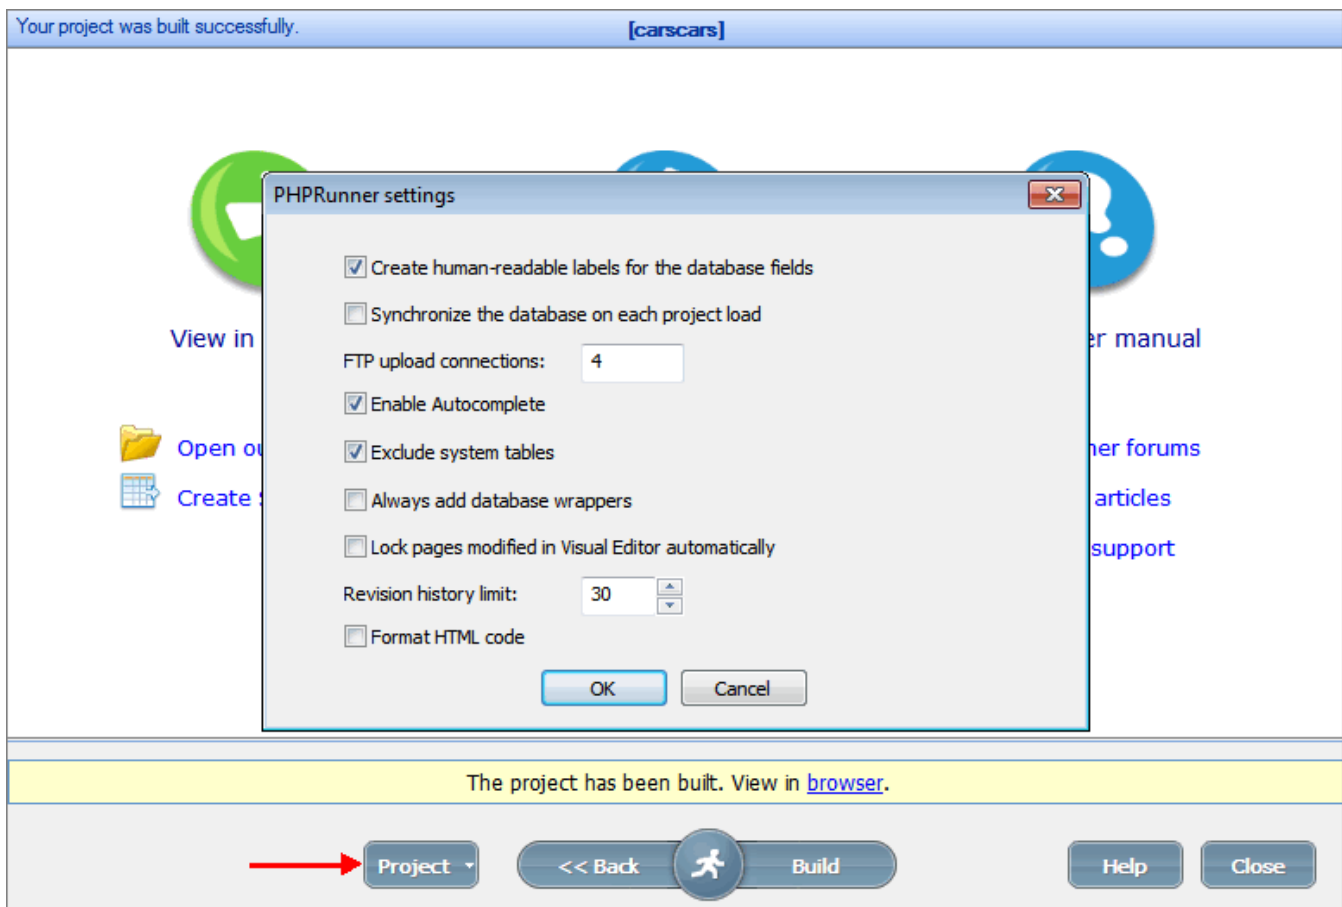 Your project was built successfully.
[carscars]
PHPRunner settings
Create human-readable labels for the database fields
Synchronize the database on each project load
View in
er manual
FTP upload connections: 4
Enable Autocomplete
Open ou
Exclude system tables
ner forums
Create
Always add database wrappers
articles
Lock pages modified in Visual Editor automatically
support
Revision history limit: 30
Format HTML code
OK Cancel
The project has been built. View in browser.
Project << Back Build Help Close